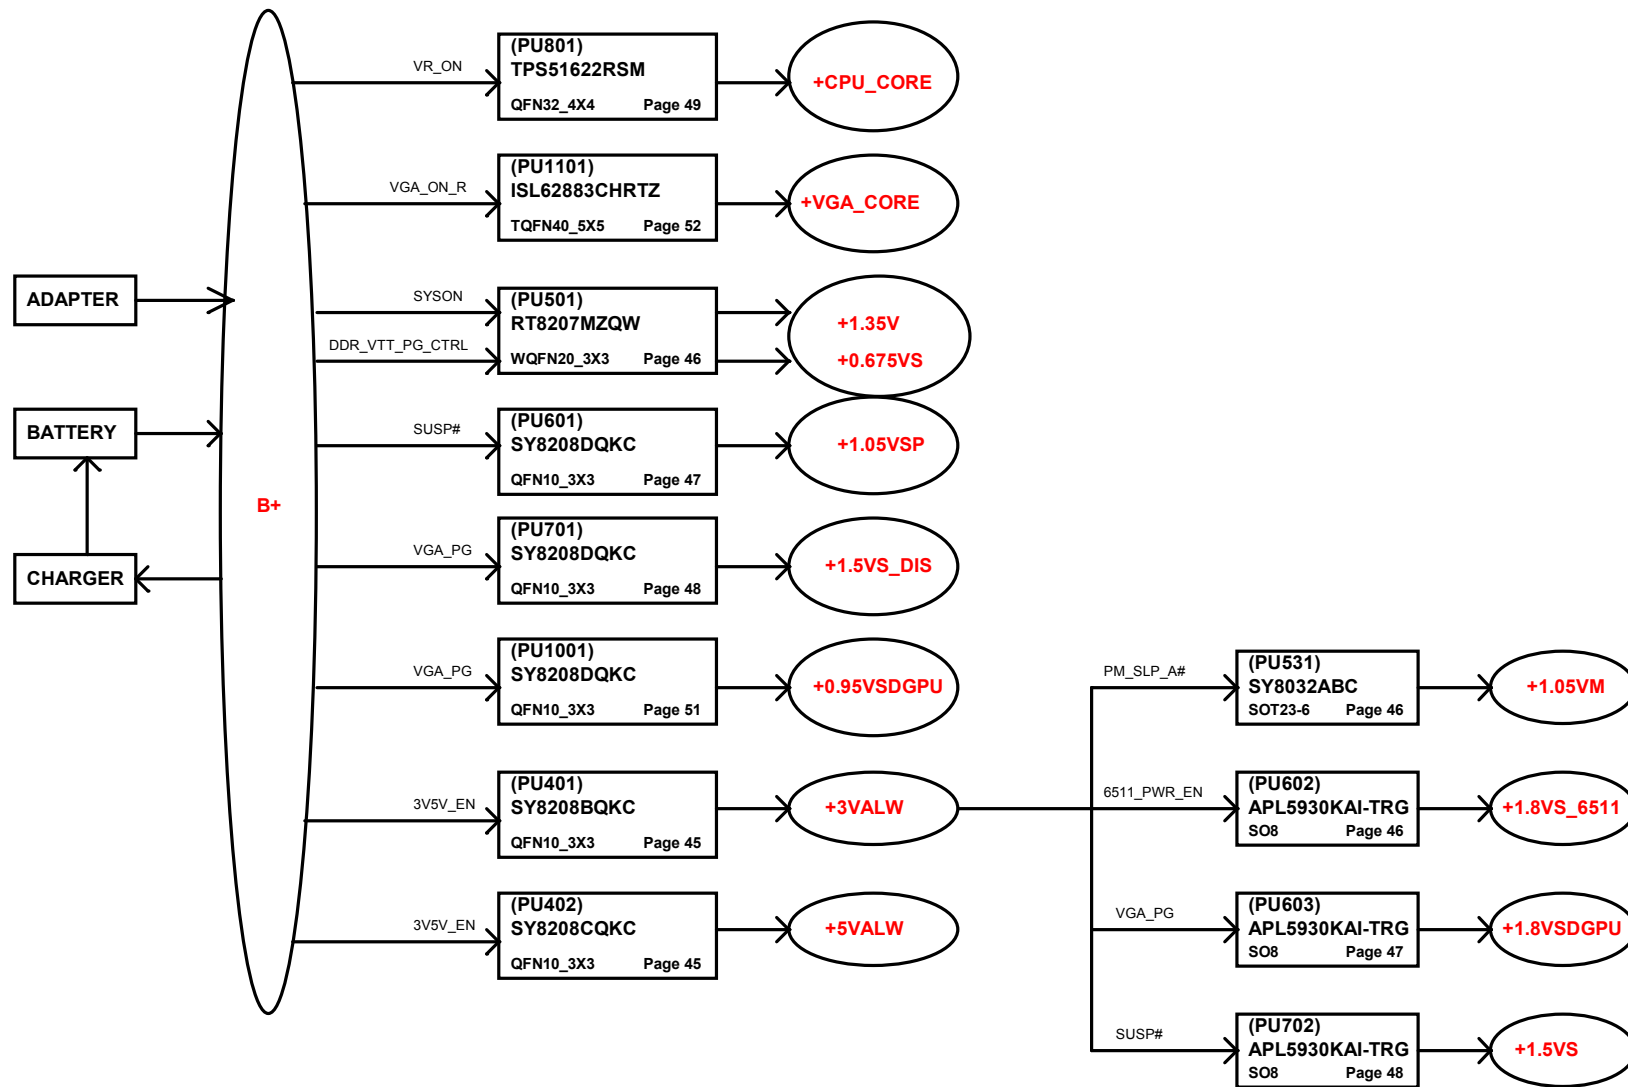 VR_ON
(PU801)
TPS51622RSM
QFN32_4X4 Page 49
+CPU_CORE
VGA_ON_R
(PU1101)
ISL62883CHRTZ
TQFN40_5X5 Page 52
+VGA_CORE
ADAPTER
SYSON
DDR_VTT_PG_CTRL
(PU501)
RT8207MZQW
WQFN20_3X3 Page 46
+1.35V
+0.675VS
BATTERY
SUSP#
(PU601)
SY8208DQKC
QFN10_3X3 Page 47
+1.05VSP
B+
CHARGER
VGA_PG
(PU701)
SY8208DQKC
QFN10_3X3 Page 48
+1.5VS_DIS
VGA_PG
(PU1001)
SY8208DQKC
QFN10_3X3 Page 51
+0.95VSDGPU
PM_SLP_A#
(PU531)
SY8032ABC
SOT23-6 Page 46
+1.05VM
3V5V_EN
(PU401)
SY8208BQKC
QFN10_3X3 Page 45
+3VALW
6511_PWR_EN
(PU602)
APL5930KAI-TRG
SO8 Page 46
+1.8VS_6511
3V5V_EN
(PU402)
SY8208CQKC
QFN10_3X3 Page 45
+5VALW
VGA_PG
(PU603)
APL5930KAI-TRG
SO8 Page 47
+1.8VSDGPU
SUSP#
(PU702)
APL5930KAI-TRG
SO8 Page 48
+1.5VS